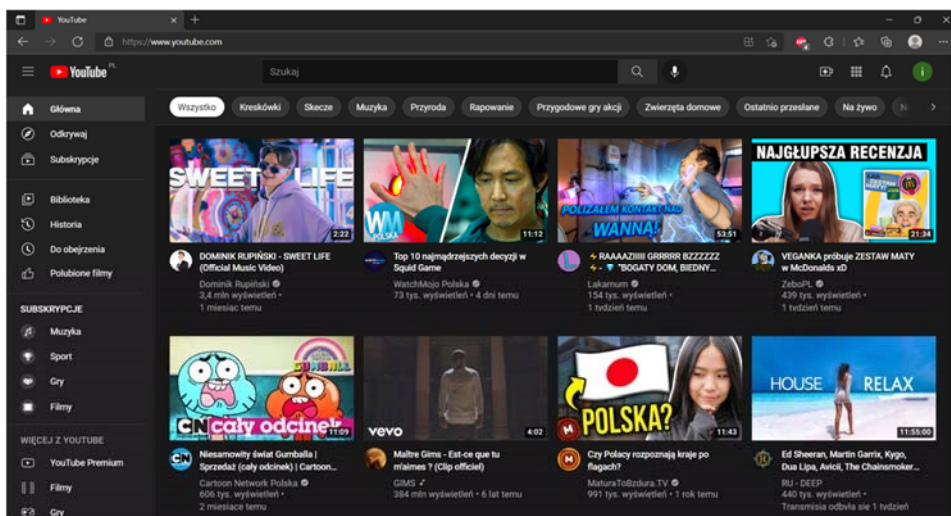 YouTube
https://www.youtube.com
YouTube PL
Szukaj
i
Główna
Odkrywaj
Subskrypcje
Biblioteka
Historia
Do obejrzenia
Polubione filmy
SUBSKRYPCJE
Muzyka
Sport
Gry
Filmy
WIĘCEJ Z YOUTUBE
YouTube Premium
Filmy
Gry
Wszystko Kreskówki Skecze Muzyka Przyroda Rapowanie Przygodowe gry akcji Zwierzęta domowe Ostatnio przesłane Na żywo
SWEET LIFE
2:22
DOMINIK RUPIŃSKI - SWEET LIFE
(Official Music Video)
Dominik Rupiński
3,4 mln wyświetleń •
1 miesiąc temu
WM
POLSKA
11:12
Top 10 najmądrzejszych decyzji w
Squid Game
WatchMojo Polska
73 tys. wyświetleń • 4 dni temu
POLIZAŁEM KONTAKT NAD
WANNĄ!
53:51
L
⚡RAAAAZIIIII GRRRRR BZZZZZZ
⚡- 💎 "BOGATY DOM, BIEDNY...
Lakarnum
154 tys. wyświetleń •
1 tydzień temu
NAJGŁUPSZA RECENZJA
ZESTAW
MATY
21:34
VEGANKA próbuje ZESTAW MATY
w McDonalds xD
ZeboPL
439 tys. wyświetleń •
1 tydzień temu
GUMBALL
CN cały odcinek
11:09
CN
Niesamowity świat Gumballa |
Sprzedaż (cały odcinek) | Cartoon...
Cartoon Network Polska
606 tys. wyświetleń •
2 miesiące temu
vevo
4:02
Maître Gims - Est-ce que tu
m'aimes ? (Clip officiel)
GIMS
384 mln wyświetleń • 6 lat temu
POLSKA?
11:43
Czy Polacy rozpoznają kraje po
flagach?
MaturaToBzdura.TV
991 tys. wyświetleń • 1 rok temu
HOUSE RELAX
11:55:00
Ed Sheeran, Martin Garrix, Kygo,
Dua Lipa, Avicii, The Chainsmoker...
RU - DEEP
440 tys. wyświetleń •
Transmisja odbyła się 1 tydzień